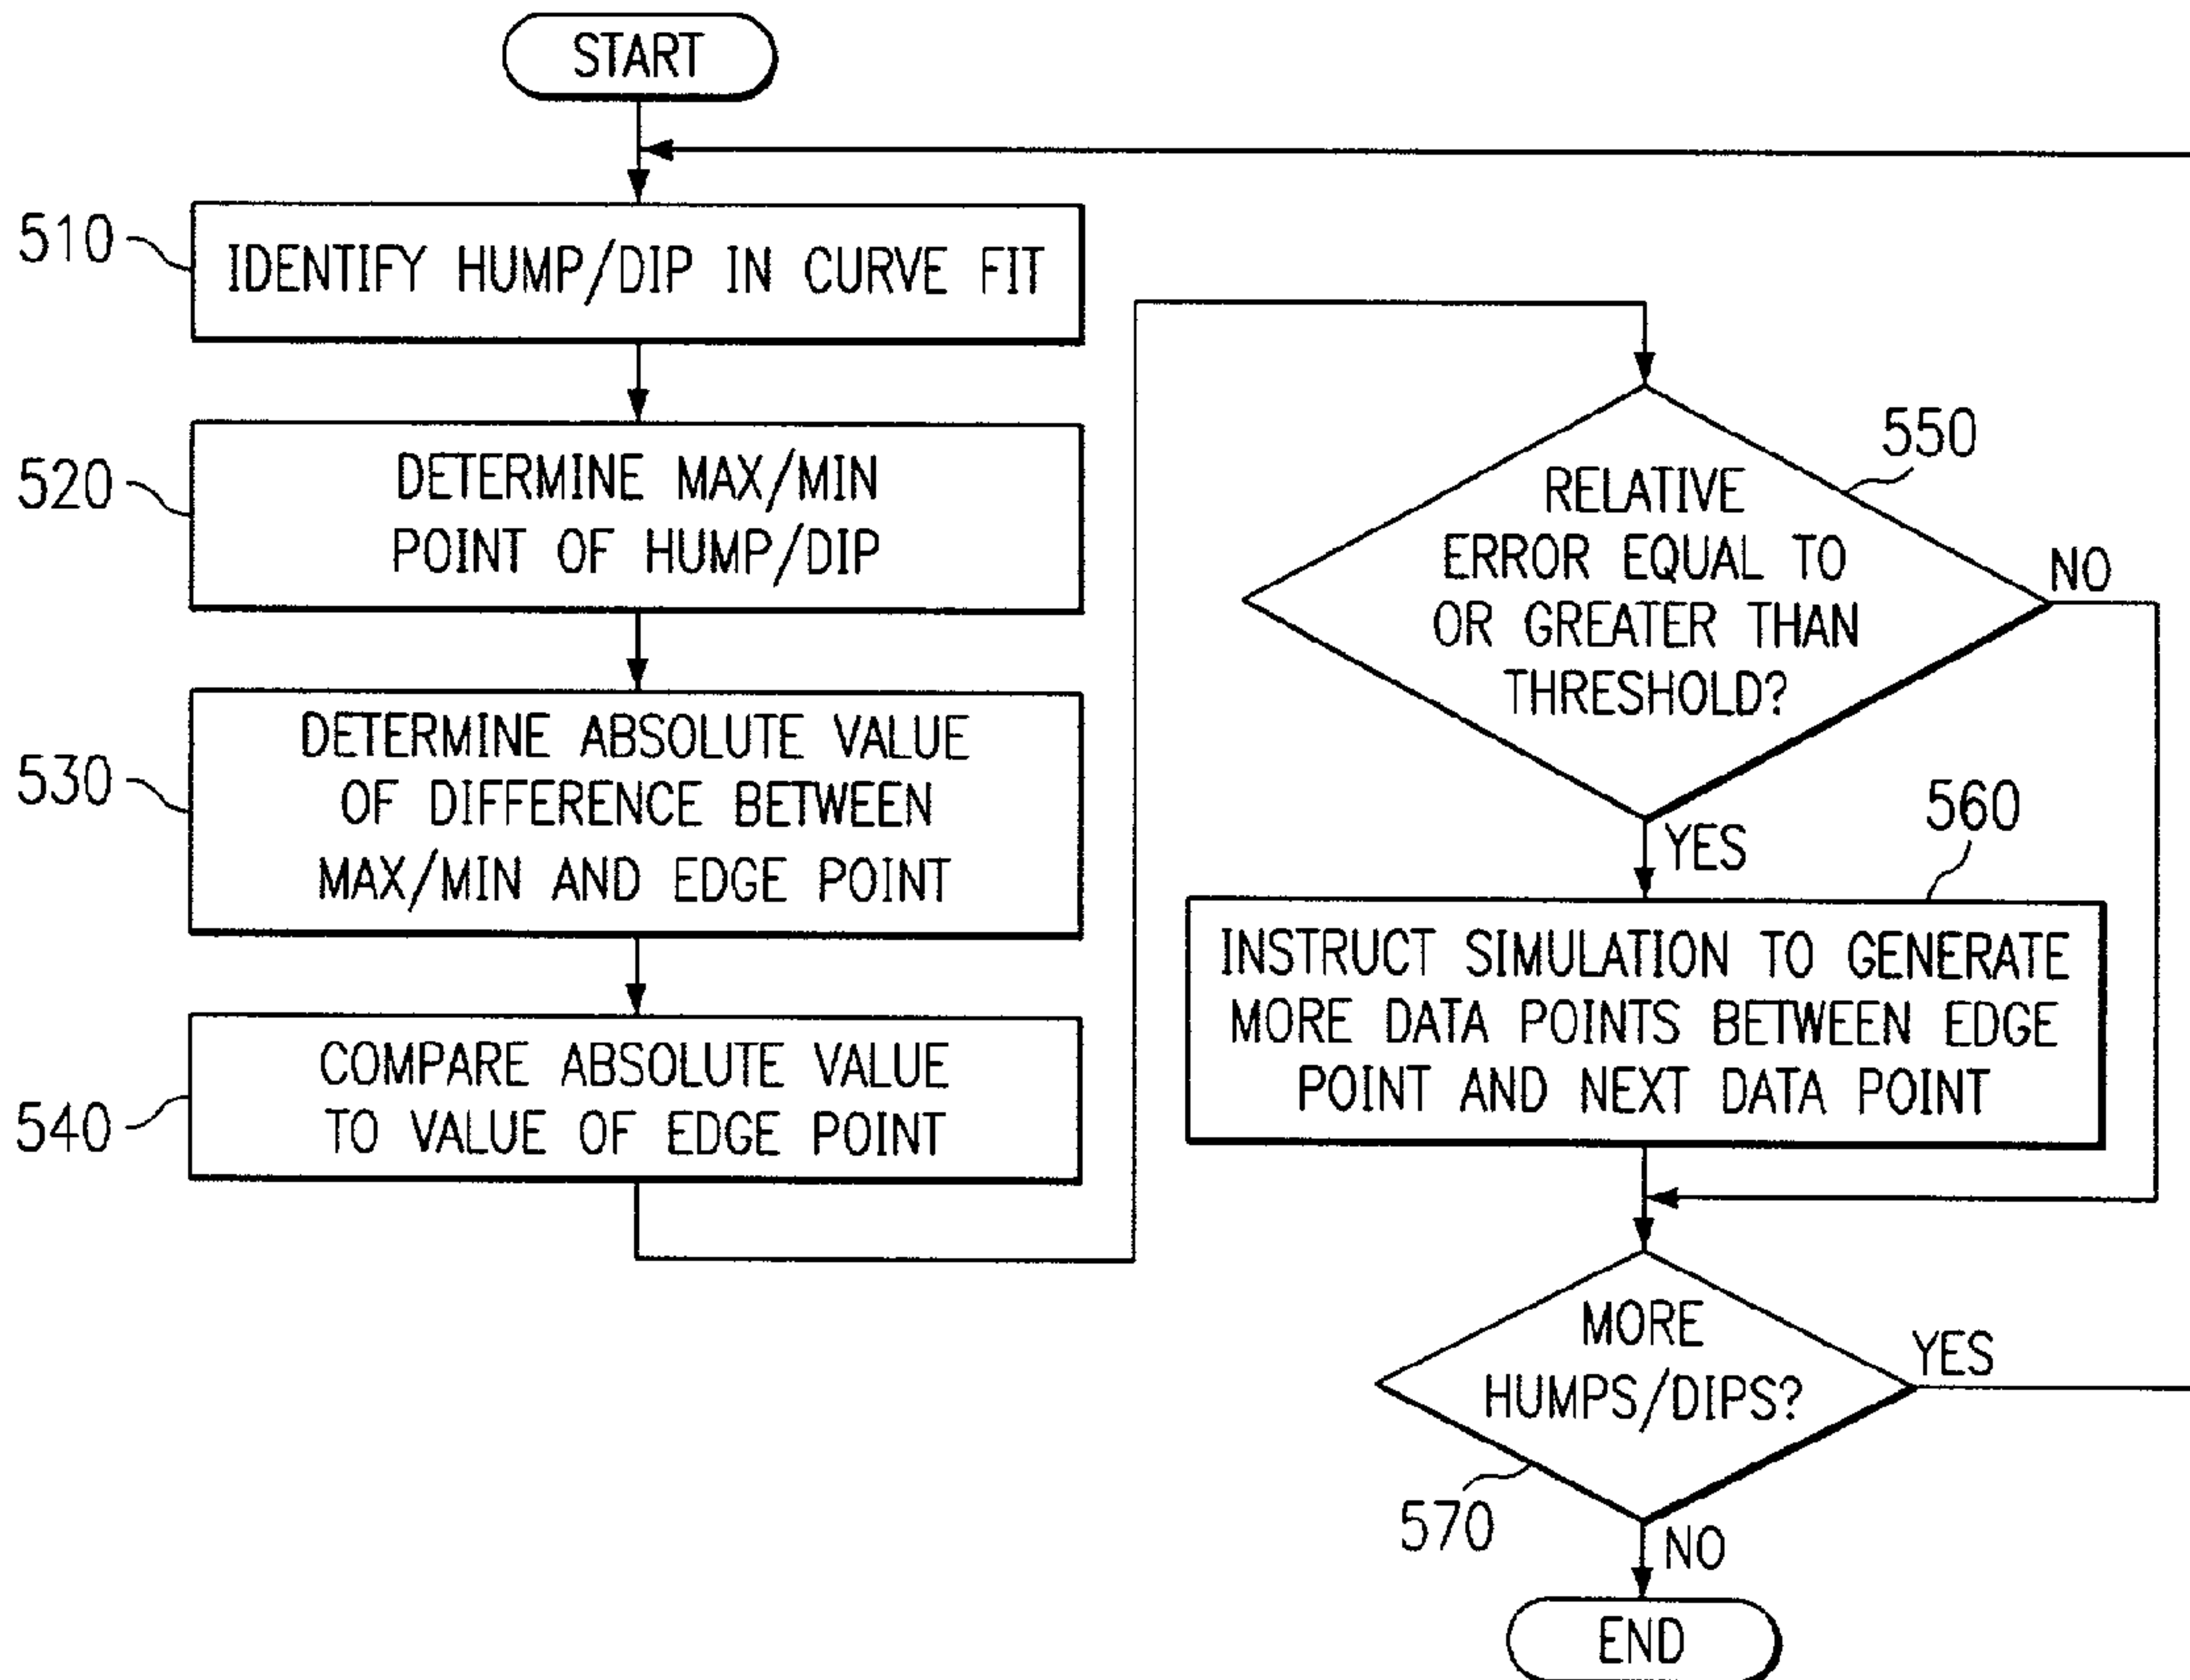 START
510
IDENTIFY HUMP/DIP IN CURVE FIT
520
DETERMINE MAX/MIN
POINT OF HUMP/DIP
530
DETERMINE ABSOLUTE VALUE
OF DIFFERENCE BETWEEN
MAX/MIN AND EDGE POINT
540
COMPARE ABSOLUTE VALUE
TO VALUE OF EDGE POINT
550
RELATIVE
ERROR EQUAL TO
OR GREATER THAN
THRESHOLD?
NO
YES
560
INSTRUCT SIMULATION TO GENERATE
MORE DATA POINTS BETWEEN EDGE
POINT AND NEXT DATA POINT
MORE
HUMPS/DIPS?
YES
570
NO
END